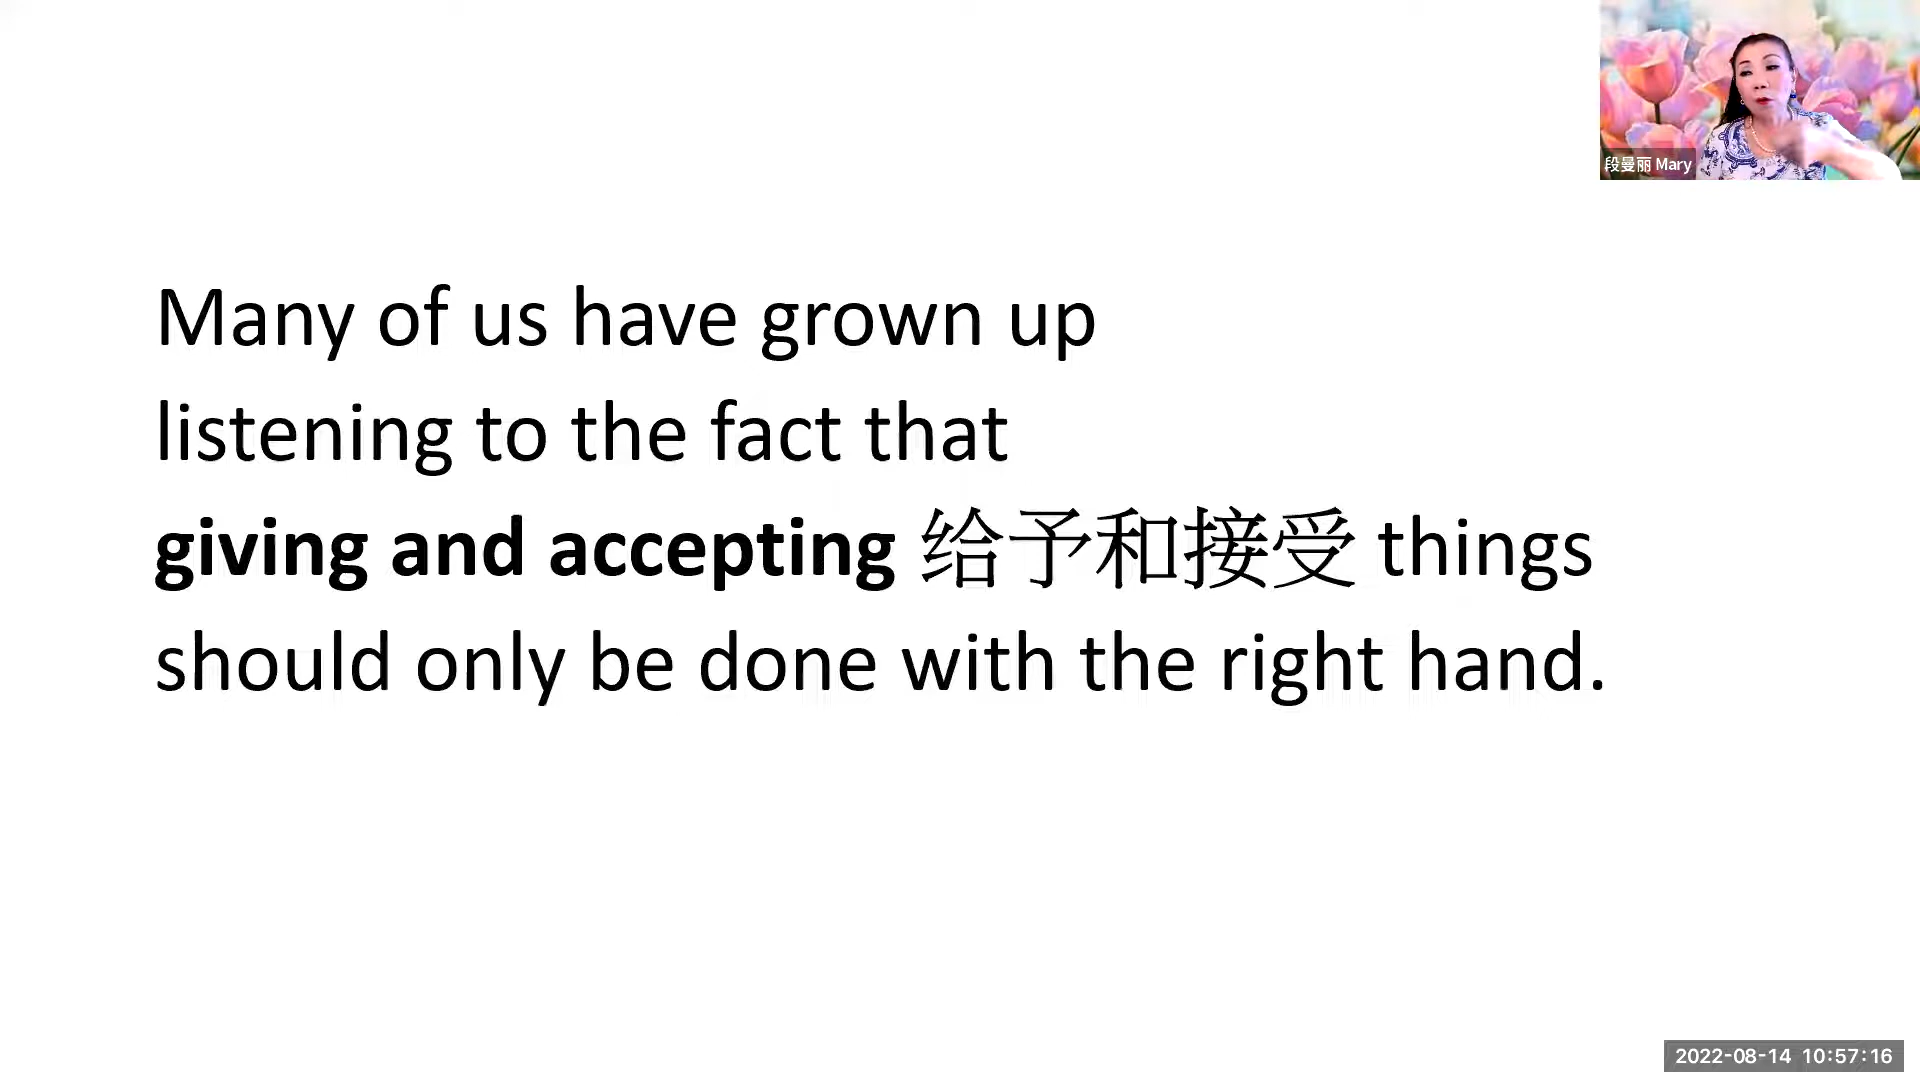 段曼丽 Mary
Many of us have grown up
listening to the fact that
giving and accepting 给予和接受 things
should only be done with the right hand.
2022-08-14 10:57:16